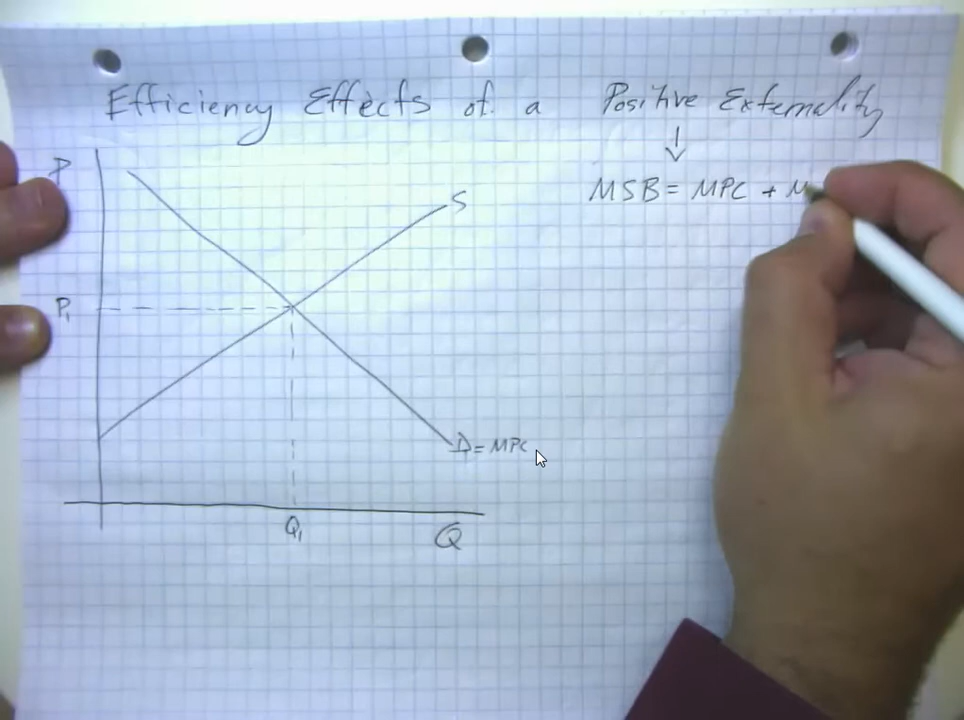 Efficiency Effects of a Positive Externality
P
MSB = MPC + M
S
P₁
D = MPC
Q₁
Q